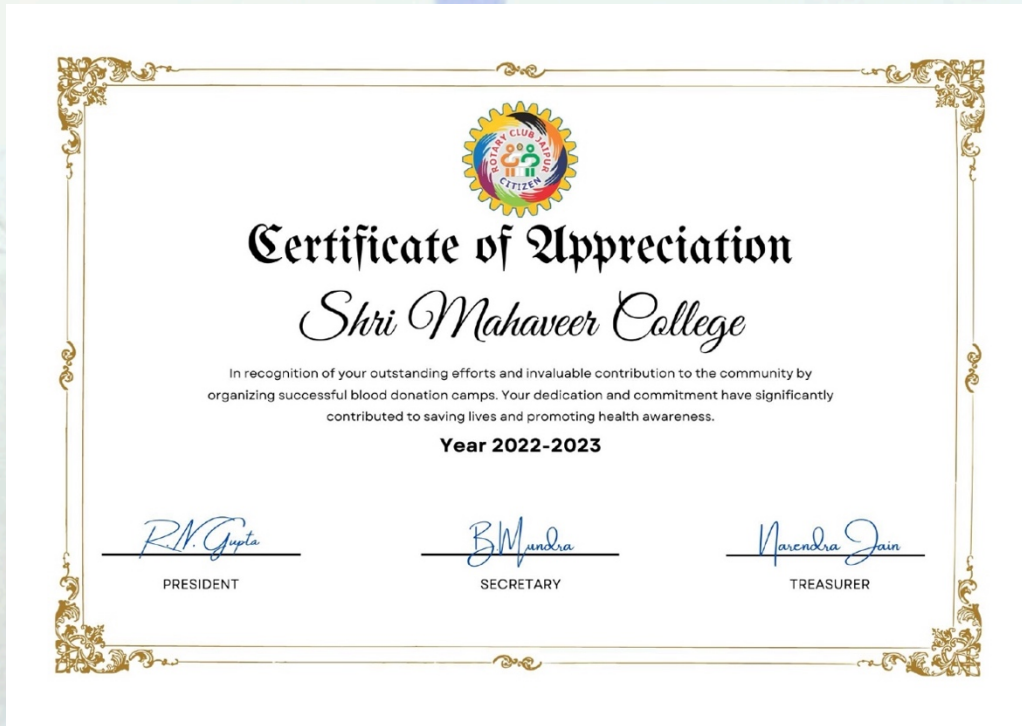 ROTARY CLUB JAIPUR
CITIZEN
Certificate of Appreciation
Shri Mahaveer College
In recognition of your outstanding efforts and invaluable contribution to the community by
organizing successful blood donation camps. Your dedication and commitment have significantly
contributed to saving lives and promoting health awareness.
Year 2022-2023
R.N. Gupta
B.Mundra
Narendra Jain
PRESIDENT
SECRETARY
TREASURER